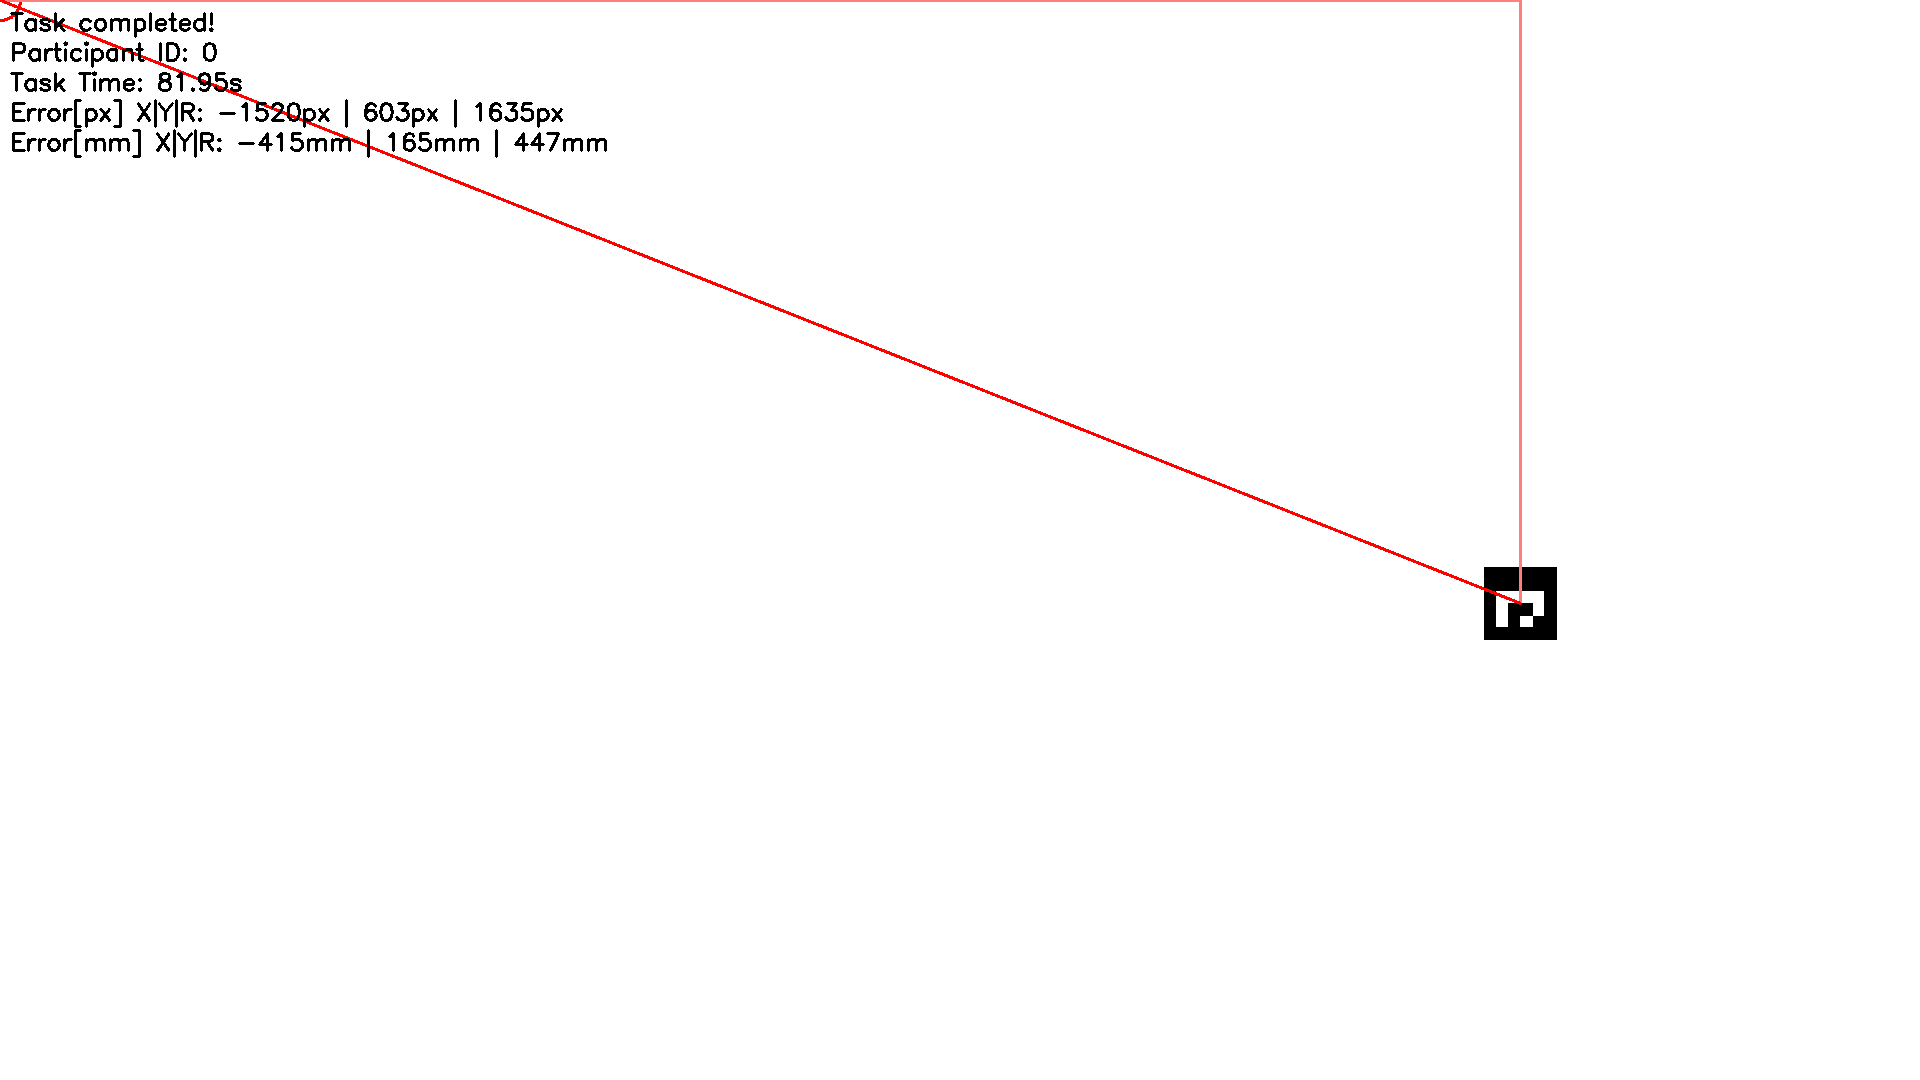 Task completed!
Participant ID: 0
Task Time: 81.95s
Error[px] X|Y|R: -1520px | 603px | 1635px
Error[mm] X|Y|R: -415mm | 165mm | 447mm